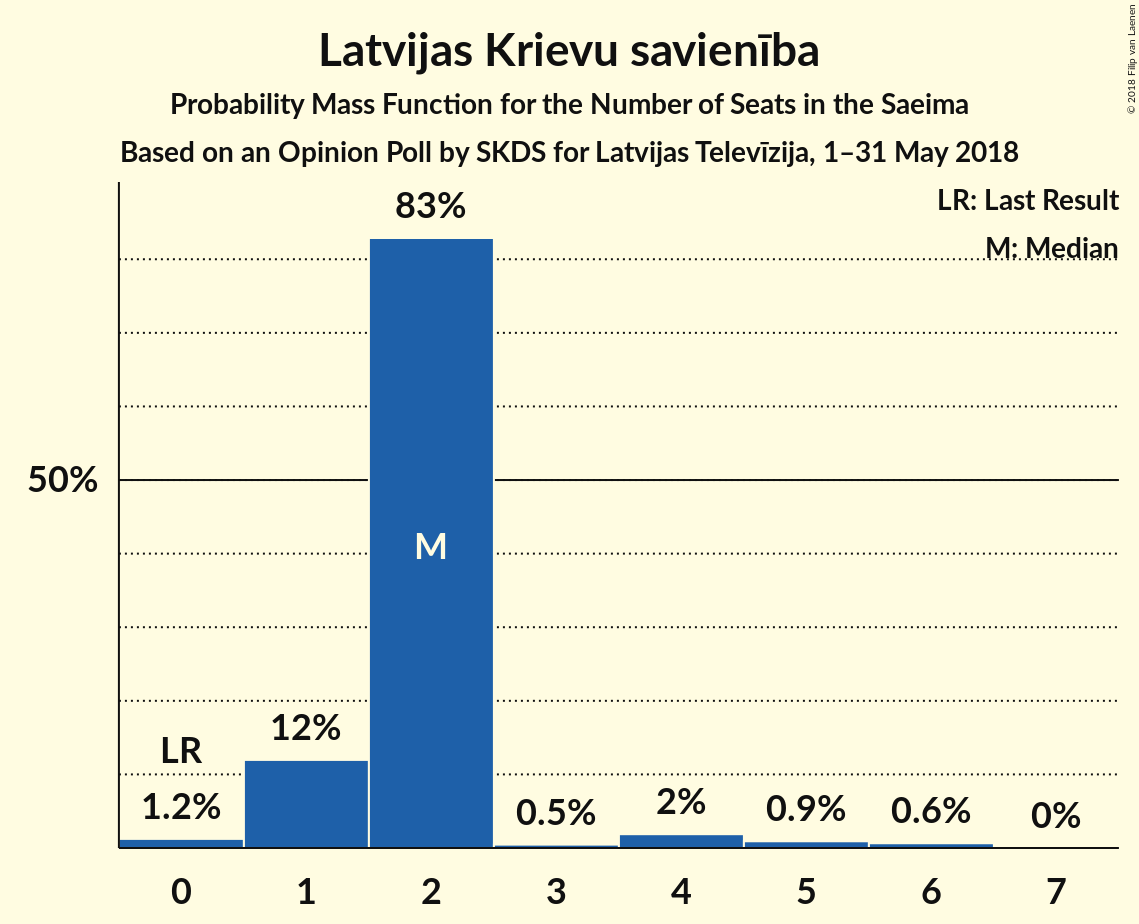 Latvijas Krievu savienība
Probability Mass Function for the Number of Seats in the Saeima
Based on an Opinion Poll by SKDS for Latvijas Televīzija, 1–31 May 2018
© 2018 Filip van Laenen
LR: Last Result
M: Median
83%
50%
M
12%
LR
1.2%
0.5%
2%
0.9%
0.6%
0%
0 1 2 3 4 5 6 7